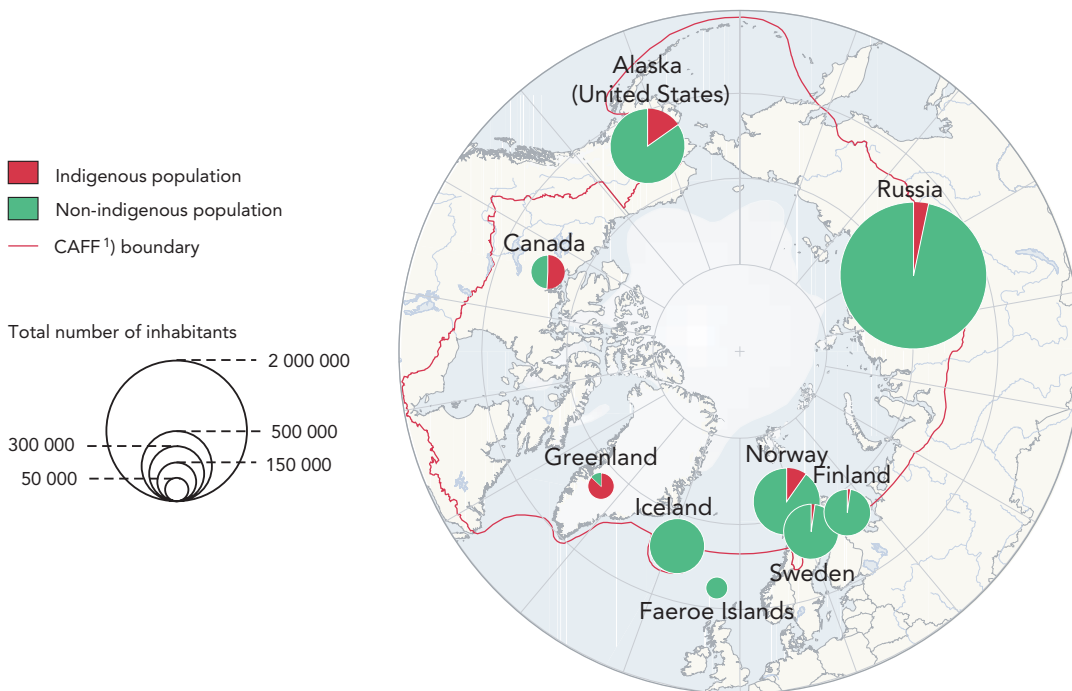 Indigenous population
Non-indigenous population
CAFF 1) boundary
Total number of inhabitants
2 000 000
500 000
300 000
150 000
50 000
Alaska
(United States)
Russia
Canada
Greenland
Norway
Finland
Iceland
Sweden
Faeroe Islands